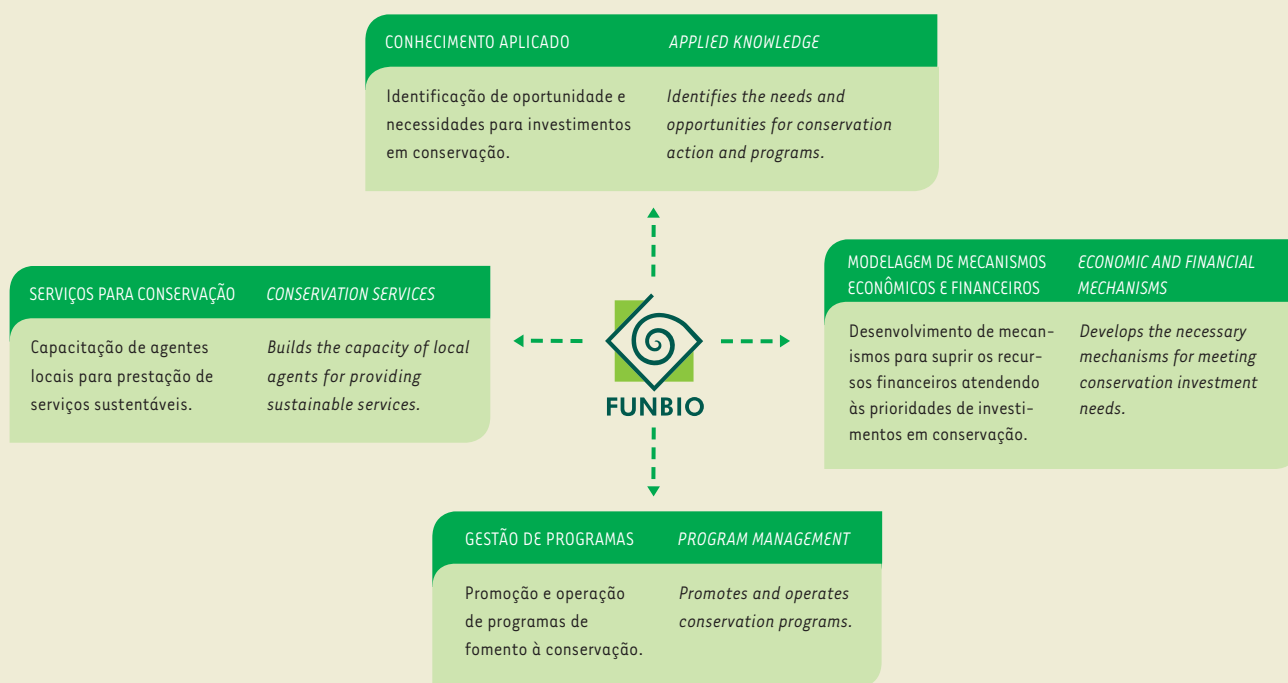 CONHECIMENTO APLICADO
APPLIED KNOWLEDGE
Identificação de oportunidade e
necessidades para investimentos
em conservação.
Identifies the needs and
opportunities for conservation
action and programs.
SERVIÇOS PARA CONSERVAÇÃO
CONSERVATION SERVICES
Capacitação de agentes
locais para prestação de
serviços sustentáveis.
Builds the capacity of local
agents for providing
sustainable services.
FUNBIO
MODELAGEM DE MECANISMOS
ECONÔMICOS E FINANCEIROS
ECONOMIC AND FINANCIAL
MECHANISMS
Desenvolvimento de mecan-
ismos para suprir os recur-
sos financeiros atendendo
às prioridades de investi-
mentos em conservação.
Develops the necessary
mechanisms for meeting
conservation investment
needs.
GESTÃO DE PROGRAMAS
PROGRAM MANAGEMENT
Promoção e operação
de programas de
fomento à conservação.
Promotes and operates
conservation programs.